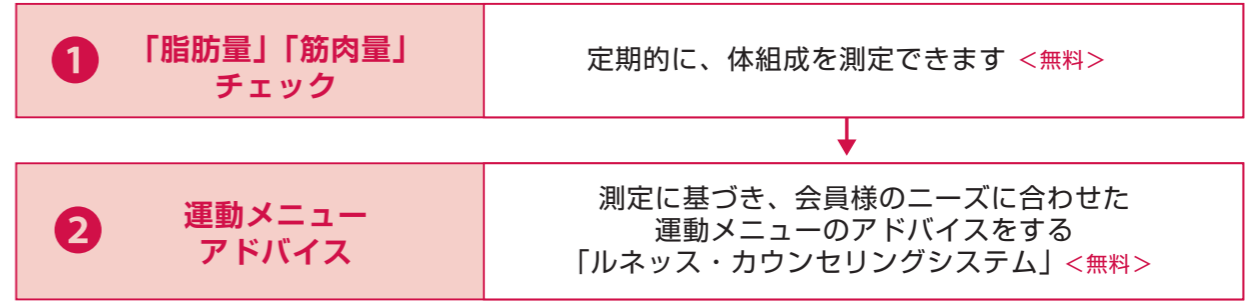 ❶
「脂肪量」「筋肉量」
チェック
定期的に、体組成を測定できます <無料>
❷
運動メニュー
アドバイス
測定に基づき、会員様のニーズに合わせた
運動メニューのアドバイスをする
「ルネッス・カウンセリングシステム」<無料>